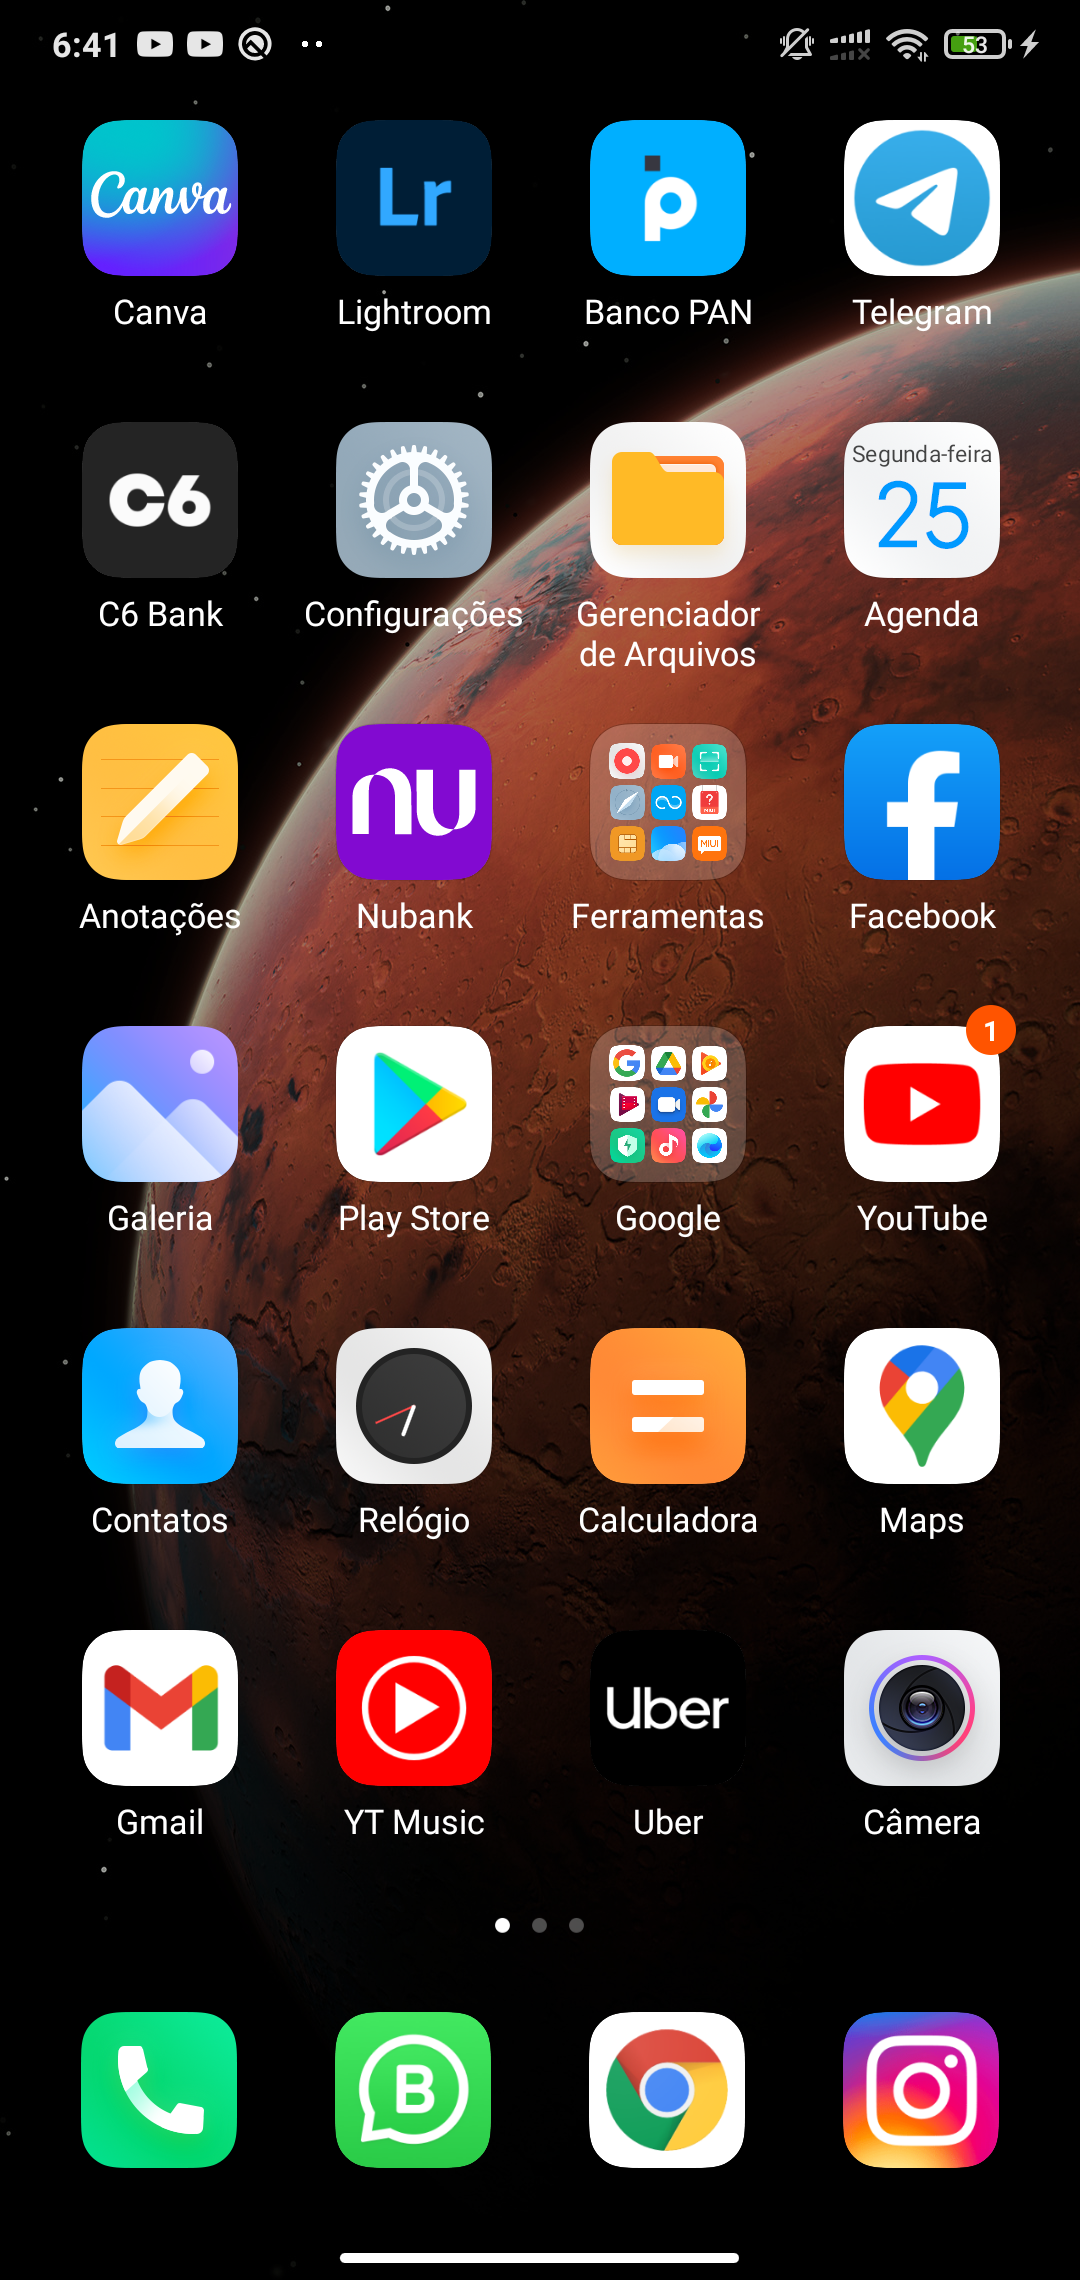 6:41
53
Canva
Lr
Canva
Lightroom
Banco PAN
Telegram
C6
Segunda-feira
25
C6 Bank
Configurações
Gerenciador
de Arquivos
Agenda
nu
MIUI
Anotações
Nubank
Ferramentas
Facebook
1
Galeria
Play Store
Google
YouTube
Contatos
Relógio
Calculadora
Maps
Uber
Gmail
YT Music
Uber
Câmera
B